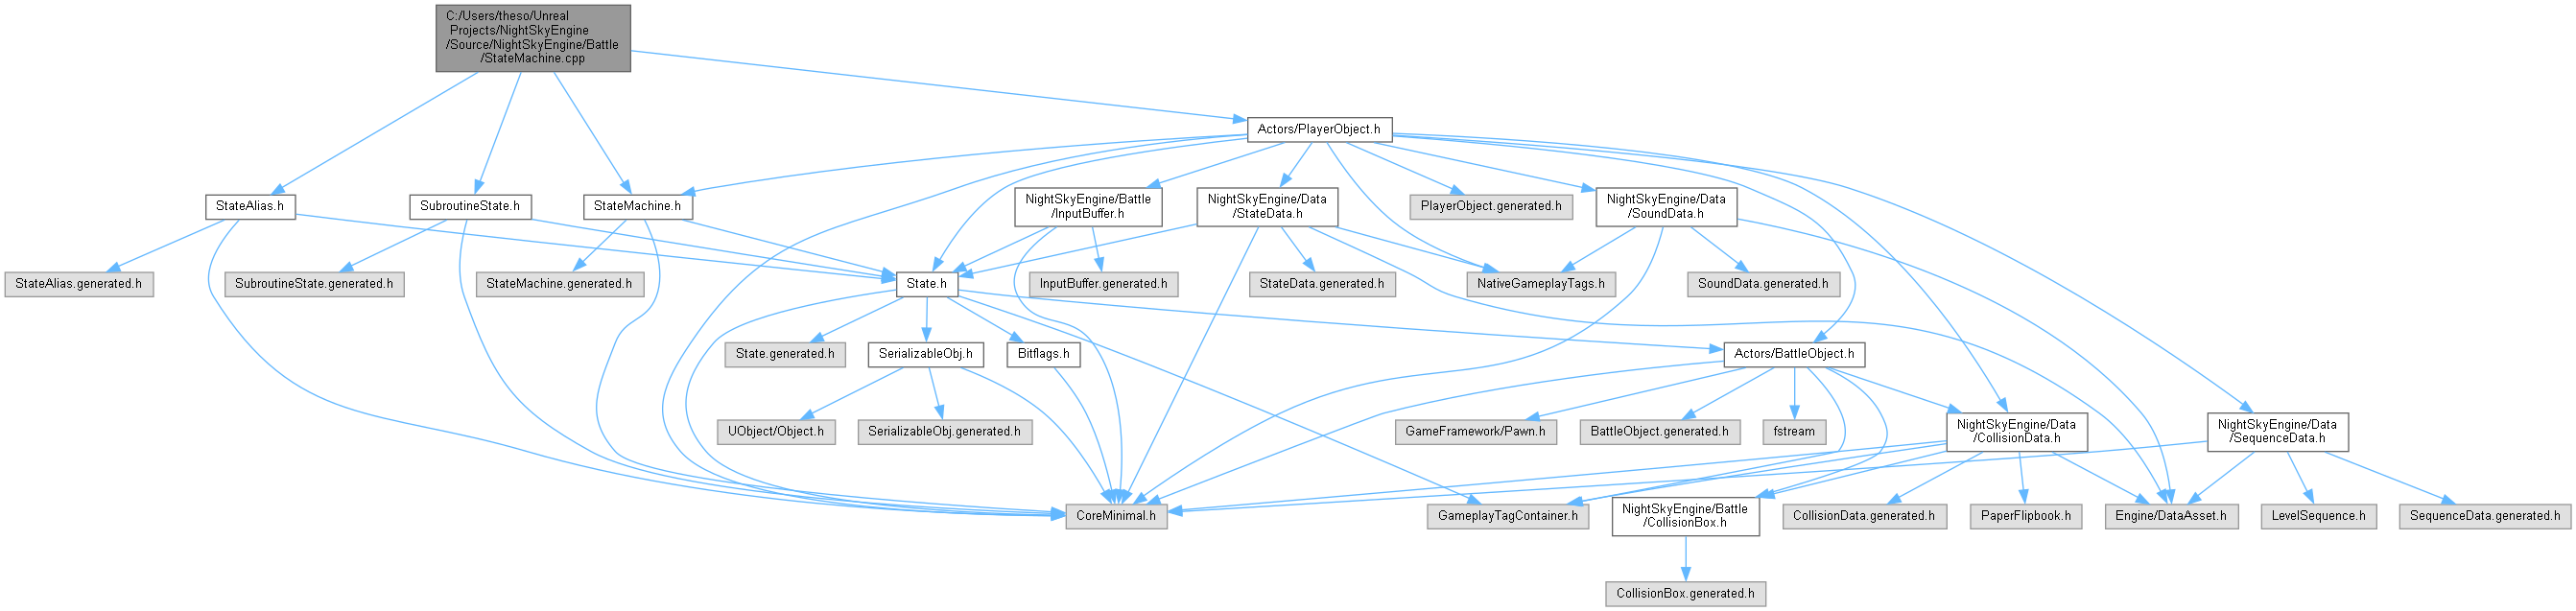 C:/Users/theso/Unreal
Projects/NightSkyEngine
/Source/NightSkyEngine/Battle
/StateMachine.cpp
Actors/PlayerObject.h
StateAlias.h
SubroutineState.h
StateMachine.h
NightSkyEngine/Battle
/InputBuffer.h
NightSkyEngine/Data
/StateData.h
PlayerObject.generated.h
NightSkyEngine/Data
/SoundData.h
StateAlias.generated.h
SubroutineState.generated.h
StateMachine.generated.h
State.h
InputBuffer.generated.h
StateData.generated.h
NativeGameplayTags.h
SoundData.generated.h
State.generated.h
SerializableObj.h
Bitflags.h
Actors/BattleObject.h
UObject/Object.h
SerializableObj.generated.h
GameFramework/Pawn.h
BattleObject.generated.h
fstream
NightSkyEngine/Data
/CollisionData.h
NightSkyEngine/Data
/SequenceData.h
CoreMinimal.h
GameplayTagContainer.h
NightSkyEngine/Battle
/CollisionBox.h
CollisionData.generated.h
PaperFlipbook.h
Engine/DataAsset.h
LevelSequence.h
SequenceData.generated.h
CollisionBox.generated.h